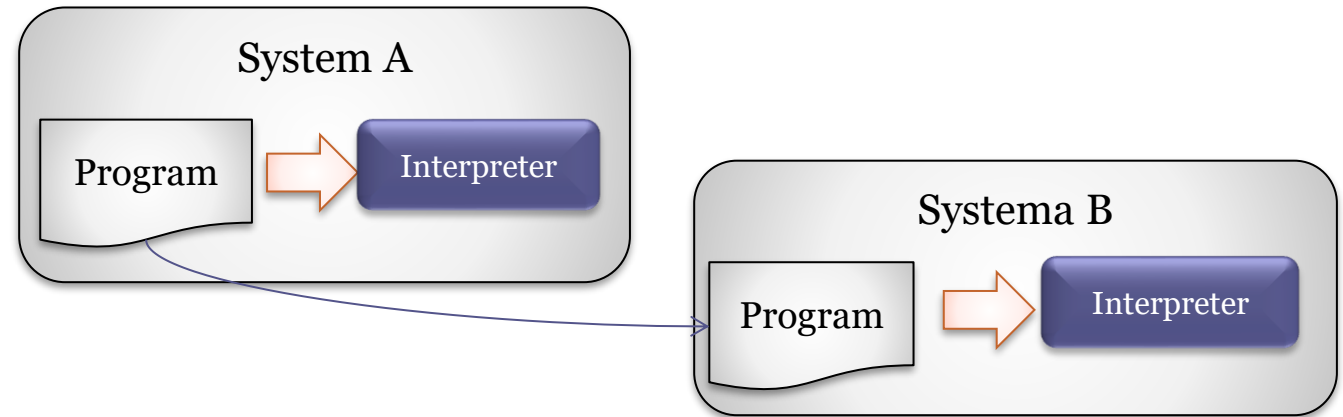 System A
Program
Interpreter
Systema B
Program
Interpreter